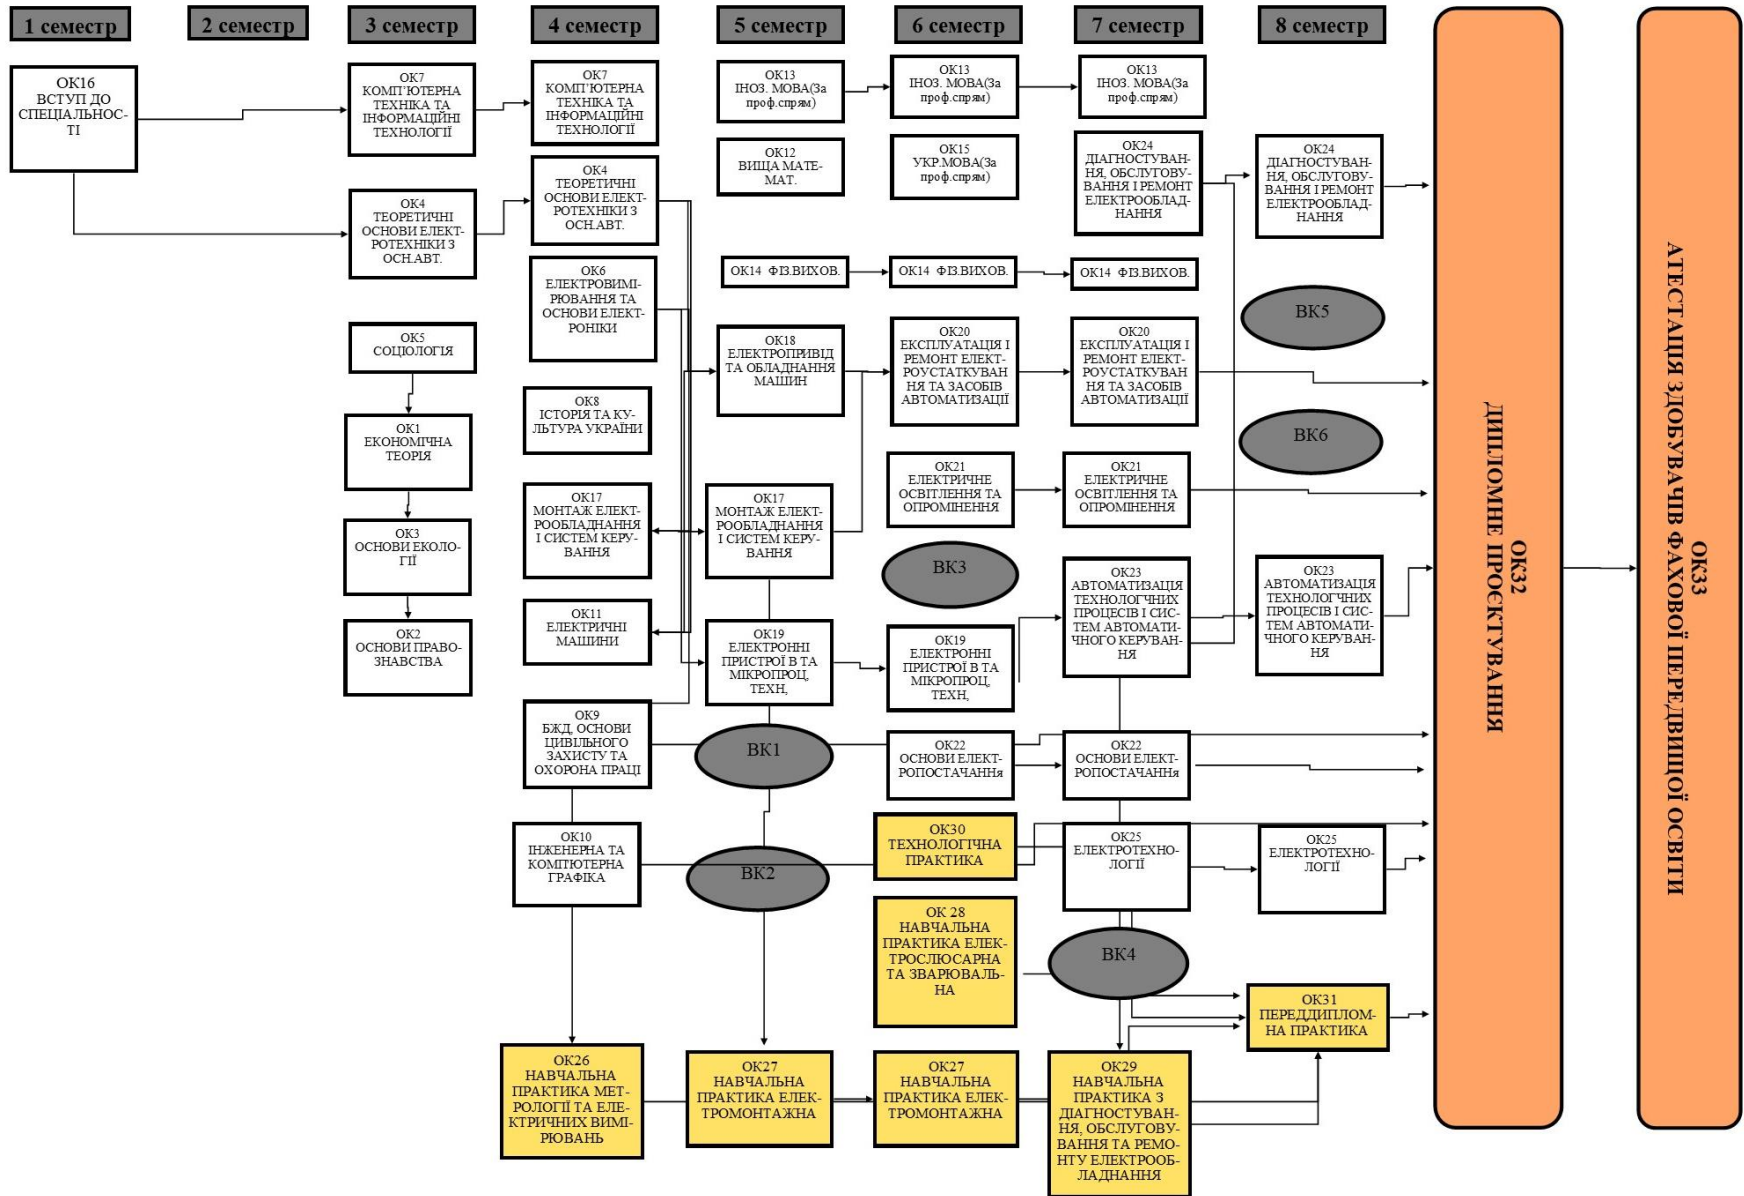 1 семестр
2 семестр
3 семестр
4 семестр
5 семестр
6 семестр
7 семестр
8 семестр
ОК16
ВСТУП ДО
СПЕЦІАЛЬНОС-
ТІ
ОК7
КОМП’ЮТЕРНА
ТЕХНІКА ТА
ІНФОРМАЦІЙНІ
ТЕХНОЛОГІЇ
ОК4
ТЕОРЕТИЧНІ
ОСНОВИ ЕЛЕКТ-
РОТЕХНІКИ З
ОСН.АВТ.
ОК5
СОЦІОЛОГІЯ
ОК1
ЕКОНОМІЧНА
ТЕОРІЯ
ОК3
ОСНОВИ ЕКОЛО-
ГІЇ
ОК2
ОСНОВИ ПРАВО-
ЗНАВСТВА
ОК7
КОМП’ЮТЕРНА
ТЕХНІКА ТА
ІНФОРМАЦІЙНІ
ТЕХНОЛОГІЇ
ОК4
ТЕОРЕТИЧНІ
ОСНОВИ ЕЛЕКТ-
РОТЕХНІКИ З
ОСН.АВТ.
ОК6
ЕЛЕКТРОВИМІ-
РЮВАННЯ ТА
ОСНОВИ ЕЛЕКТ-
РОНІКИ
ОК8
ІСТОРІЯ ТА КУ-
ЛЬТУРА УКРАЇНИ
ОК17
МОНТАЖ ЕЛЕКТ-
РООБЛАДНАННЯ
І СИСТЕМ КЕРУ-
ВАННЯ
ОК11
ЕЛЕКТРИЧНІ
МАШИНИ
ОК9
БЖД, ОСНОВИ
ЦИВІЛЬНОГО
ЗАХИСТУ ТА
ОХОРОНА ПРАЦІ
ОК10
ІНЖЕНЕРНА ТА
КОМІТЮТЕРНА
ГРАФІКА
ОК26
НАВЧАЛЬНА
ПРАКТИКА МЕТ-
РОЛОГІЇ ТА ЕЛЕ-
КТРИЧНИХ ВИМІ-
РЮВАНЬ
ОК13
ІНОЗ. МОВА(За
проф.спрям)
ОК12
ВИЩА МАТЕ-
МАТ.
ОК14 ФІЗ.ВИХОВ.
ОК18
ЕЛЕКТРОПРИВІД
ТА ОБЛАДНАННЯ
МАШИН
ОК17
МОНТАЖ ЕЛЕКТ-
РООБЛАДНАННЯ
І СИСТЕМ КЕРУ-
ВАННЯ
ОК19
ЕЛЕКТРОННІ
ПРИСТРОЇ В ТА
МІКРОПРОЦ,
ТЕХН,
ВК1
ВК2
ОК27
НАВЧАЛЬНА
ПРАКТИКА ЕЛЕК-
ТРОМОНТАЖНА
ОК13
ІНОЗ. МОВА(За
проф.спрям)
ОК15
УКР.МОВА(За
проф.спрям)
ОК14 ФІЗ.ВИХОВ.
ОК20
ЕКСПЛУАТАЦІЯ І
РЕМОНТ ЕЛЕКТ-
РОУСТАТКУВАН-
НЯ ТА ЗАСОБІВ
АВТОМАТИЗАЦІЇ
ОК21
ЕЛЕКТРИЧНЕ
ОСВІТЛЕННЯ ТА
ОПРОМІНЕННЯ
ВК3
ОК19
ЕЛЕКТРОННІ
ПРИСТРОЇ В ТА
МІКРОПРОЦ,
ТЕХН,
ОК22
ОСНОВИ ЕЛЕКТ-
РОПОСТАЧАННя
ОК30
ТЕХНОЛОГІЧНА
ПРАКТИКА
ОК 28
НАВЧАЛЬНА
ПРАКТИКА ЕЛЕК-
ТРОСЛЮСАРНА
ТА ЗВАРЮВАЛЬ-
НА
ОК27
НАВЧАЛЬНА
ПРАКТИКА ЕЛЕК-
ТРОМОНТАЖНА
ОК13
ІНОЗ. МОВА(За
проф.спрям)
ОК24
ДІАГНОСТУВАН-
НЯ, ОБСЛУГОВУ-
ВАННЯ І РЕМОНТ
ЕЛЕКТРООБЛАД-
НАННЯ
ОК14 ФІЗ.ВИХОВ.
ОК20
ЕКСПЛУАТАЦІЯ І
РЕМОНТ ЕЛЕКТ-
РОУСТАТКУВАН-
НЯ ТА ЗАСОБІВ
АВТОМАТИЗАЦІЇ
ОК21
ЕЛЕКТРИЧНЕ
ОСВІТЛЕННЯ ТА
ОПРОМІНЕННЯ
ОК23
АВТОМАТИЗАЦІЯ
ТЕХНОЛОГЧНИХ
ПРОЦЕСІВ І СИС-
ТЕМ АВТОМАТИ-
ЧНОГО КЕРУВАН-
НЯ
ОК22
ОСНОВИ ЕЛЕКТ-
РОПОСТАЧАННя
ОК25
ЕЛЕКТРОТЕХНО-
ЛОГІЇ
ВК4
ОК29
НАВЧАЛЬНА
ПРАКТИКА З
ДІАГНОСТУВАН-
НЯ, ОБСЛУГОВУ-
ВАННЯ ТА РЕМО-
НТУ ЕЛЕКТРООБ-
ЛАДНАННЯ
ОК24
ДІАГНОСТУВАН-
НЯ, ОБСЛУГОВУ-
ВАННЯ І РЕМОНТ
ЕЛЕКТРООБЛАД-
НАННЯ
ВК5
ВК6
ОК23
АВТОМАТИЗАЦІЯ
ТЕХНОЛОГЧНИХ
ПРОЦЕСІВ І СИС-
ТЕМ АВТОМАТИ-
ЧНОГО КЕРУВАН-
НЯ
ОК25
ЕЛЕКТРОТЕХНО-
ЛОГІЇ
ОК31
ПЕРЕДДИПЛОМ-
НА ПРАКТИКА
ОК32
ДИПЛОМНЕ ПРОЄКТУВАННЯ
ОК33
АТЕСТАЦІЯ ЗДОБУВАЧІВ ФАХОВОЇ ПЕРЕДВИЩОЇ ОСВІТИ